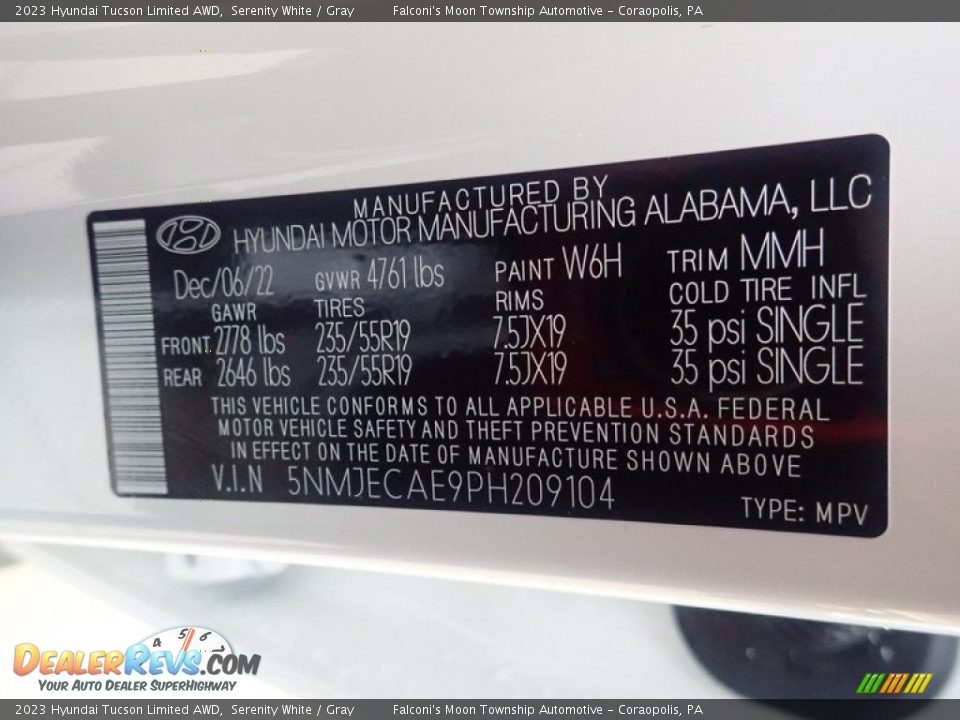 2023 Hyundai Tucson Limited AWD, Serenity White / Gray Falconi's Moon Township Automotive - Coraopolis, PA
MANUFACTURED BY
HYUNDAI MOTOR MANUFACTURING ALABAMA, LLC
Dec/06/22 GVWR 4761 lbs PAINT W6H TRIM MMH
GAWR TIRES RIMS COLD TIRE INFL
FRONT 2778 lbs 235/55R19 7.5JX19 35 psi SINGLE
REAR 2646 lbs 235/55R19 7.5JX19 35 psi SINGLE
THIS VEHICLE CONFORMS TO ALL APPLICABLE U.S.A. FEDERAL
MOTOR VEHICLE SAFETY AND THEFT PREVENTION STANDARDS
IN EFFECT ON THE DATE OF MANUFACTURE SHOWN ABOVE
V.I.N 5NMJECAE9PH209104
TYPE: MPV
4 5 6
DEALERREVS.COM
YOUR AUTO DEALER SUPERHIGHWAY
2023 Hyundai Tucson Limited AWD, Serenity White / Gray Falconi's Moon Township Automotive - Coraopolis, PA